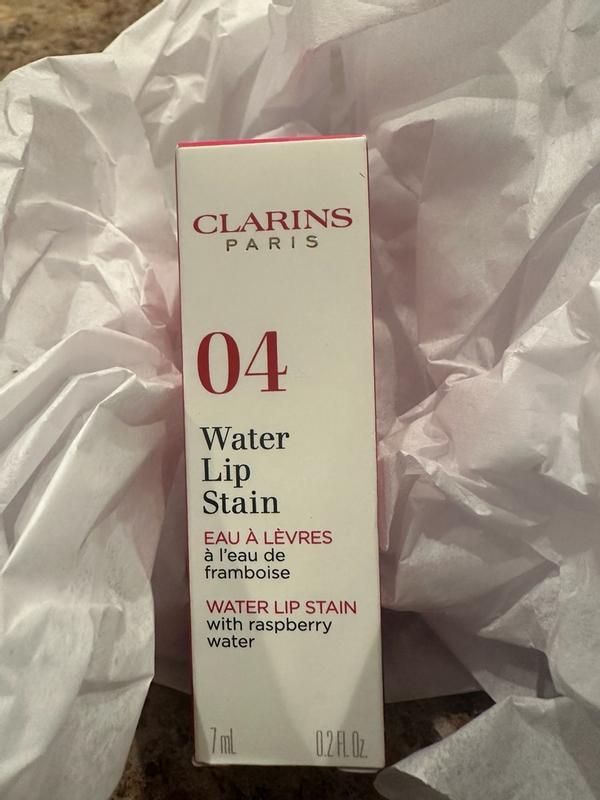 CLARINS
PARIS
04
Water
Lip
Stain
EAU À LÈVRES
à l'eau de
framboise
WATER LIP STAIN
with raspberry
water
7 mL 0.2 Fl. Oz.